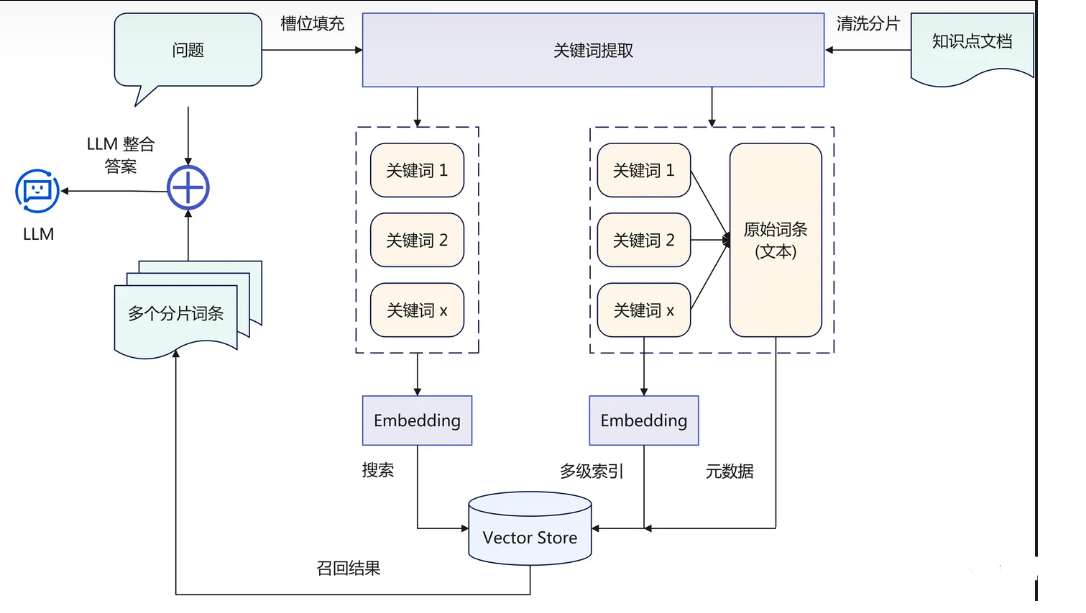 问题
槽位填充
关键词提取
清洗分片
知识点文档
LLM 整合
答案
LLM
关键词 1
关键词 2
关键词 x
关键词 1
关键词 2
关键词 x
原始词条
(文本)
多个分片词条
Embedding
Embedding
搜索
多级索引
元数据
Vector Store
召回结果